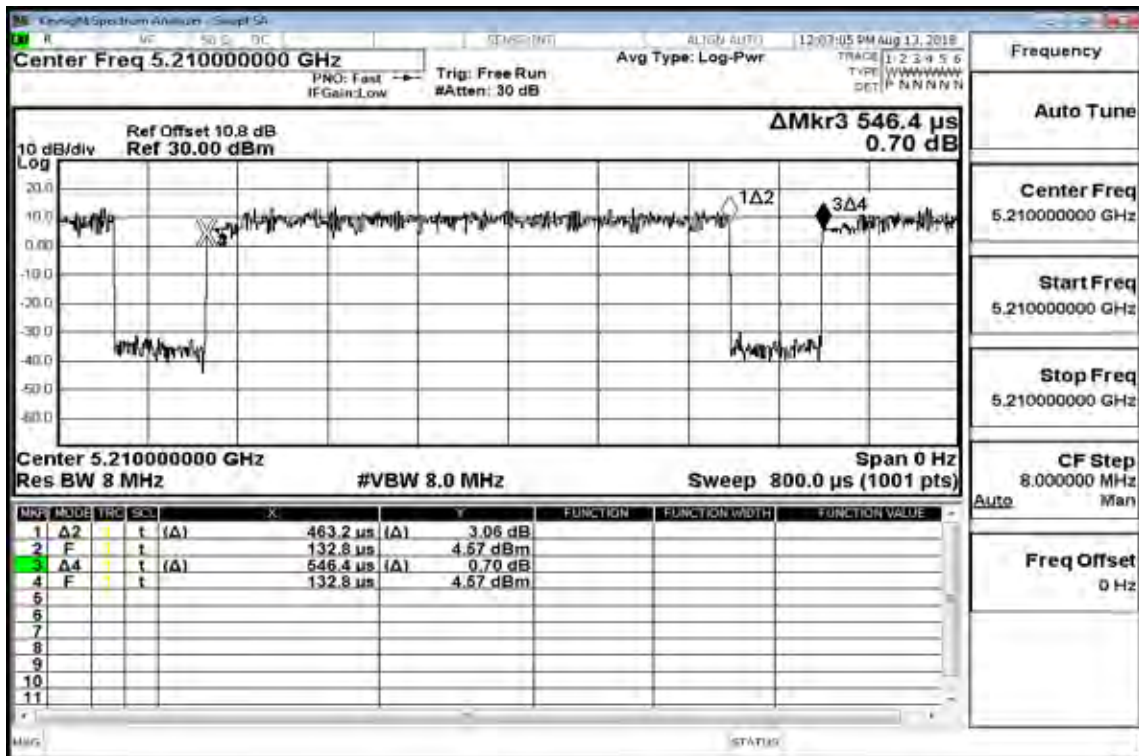 Keysight Spectrum Analyzer - Swept SA
R 50 Ω DC SENSE:INT ALIGN AUTO 12:07:05 PM Aug 13, 2018
Center Freq 5.210000000 GHz
PNO: Fast
IFGain:Low
Trig: Free Run
#Atten: 30 dB
Avg Type: Log-Pwr
TRACE 1 2 3 4 5 6
TYPE WWWWWW
DET P N N N N N
Frequency
ΔMkr3 546.4 μs
0.70 dB
Ref Offset 10.8 dB
10 dB/div Ref 30.00 dBm
Log
20.0
10.0
0.00
-10.0
-20.0
-30.0
-40.0
-50.0
-60.0
1Δ2
3Δ4
Center 5.210000000 GHz Span 0 Hz
Res BW 8 MHz #VBW 8.0 MHz Sweep 800.0 μs (1001 pts)
MKR MODE TRC SCL X Y FUNCTION FUNCTION WIDTH FUNCTION VALUE
1 Δ2 1 t (Δ) 463.2 μs (Δ) 3.06 dB
2 F 1 t 132.8 μs 4.57 dBm
3 Δ4 1 t (Δ) 546.4 μs (Δ) 0.70 dB
4 F 1 t 132.8 μs 4.57 dBm
5
6
7
8
9
10
11
MSG STATUS
Auto Tune
Center Freq
5.210000000 GHz
Start Freq
5.210000000 GHz
Stop Freq
5.210000000 GHz
CF Step
8.000000 MHz
Auto Man
Freq Offset
0 Hz